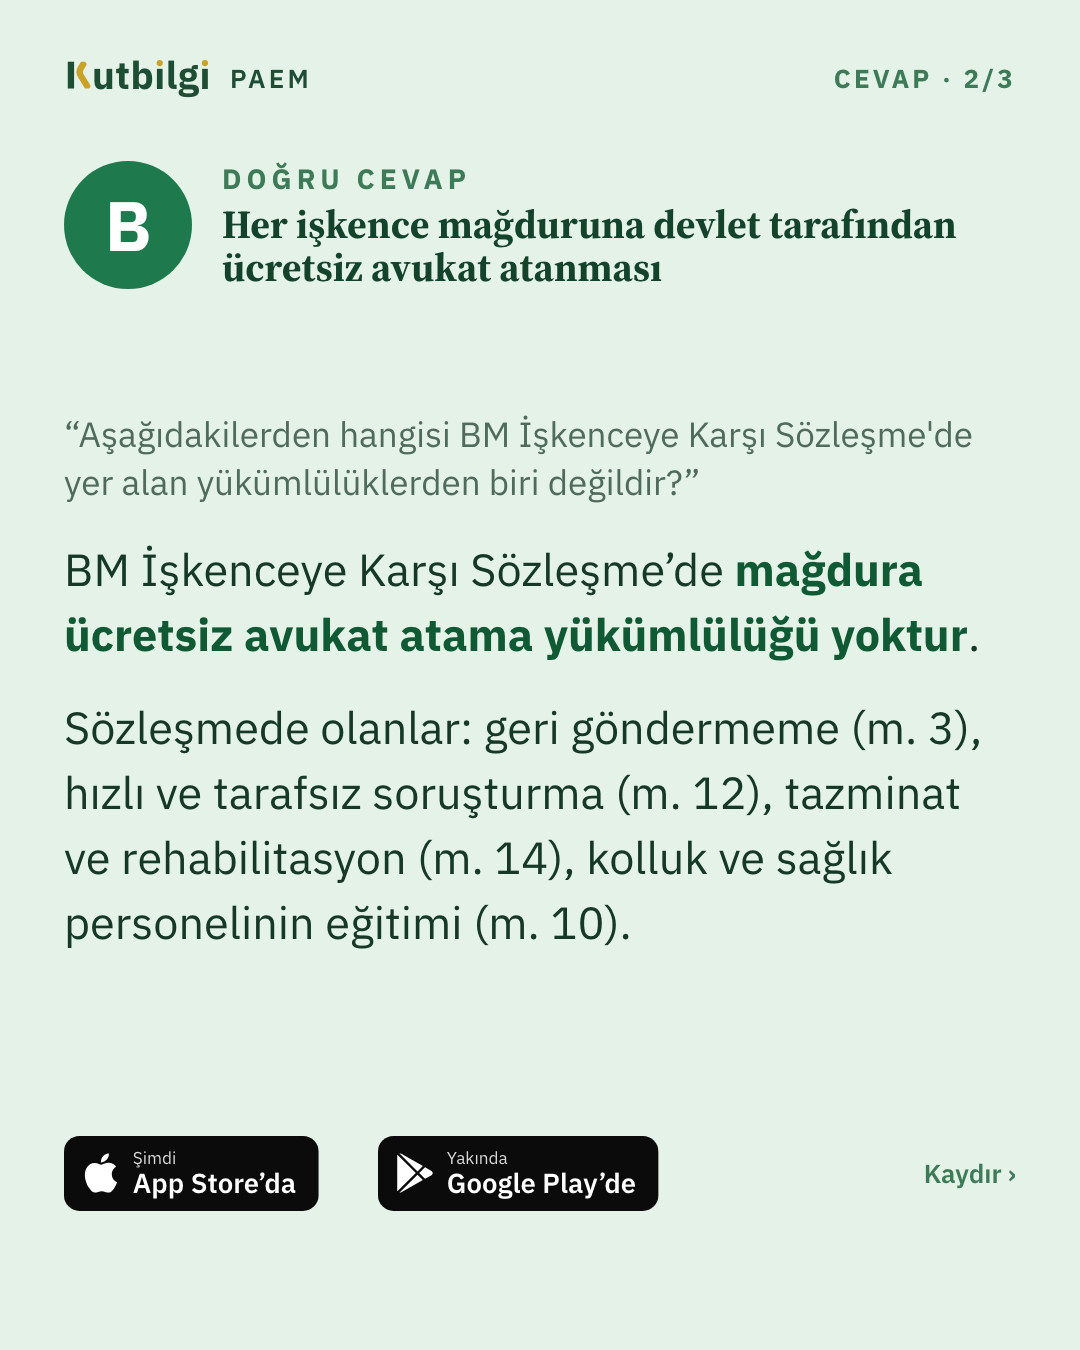 Kutbilgi PAEM
CEVAP · 2/3
B
DOĞRU CEVAP
Her işkence mağduruna devlet tarafından
ücretsiz avukat atanması
“Aşağıdakilerden hangisi BM İşkenceye Karşı Sözleşme'de
yer alan yükümlülüklerden biri değildir?”
BM İşkenceye Karşı Sözleşme’de mağdura
ücretsiz avukat atama yükümlülüğü yoktur.
Sözleşmede olanlar: geri göndermeme (m. 3),
hızlı ve tarafsız soruşturma (m. 12), tazminat
ve rehabilitasyon (m. 14), kolluk ve sağlık
personelinin eğitimi (m. 10).
Şimdi
App Store’da
Yakında
Google Play’de
Kaydır ›